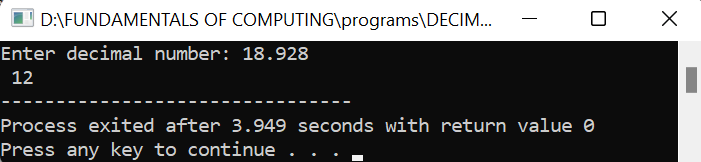 D:\FUNDAMENTALS OF COMPUTING\programs\DECIM...
Enter decimal number: 18.928
 12
--------------------------------
Process exited after 3.949 seconds with return value 0
Press any key to continue . . .